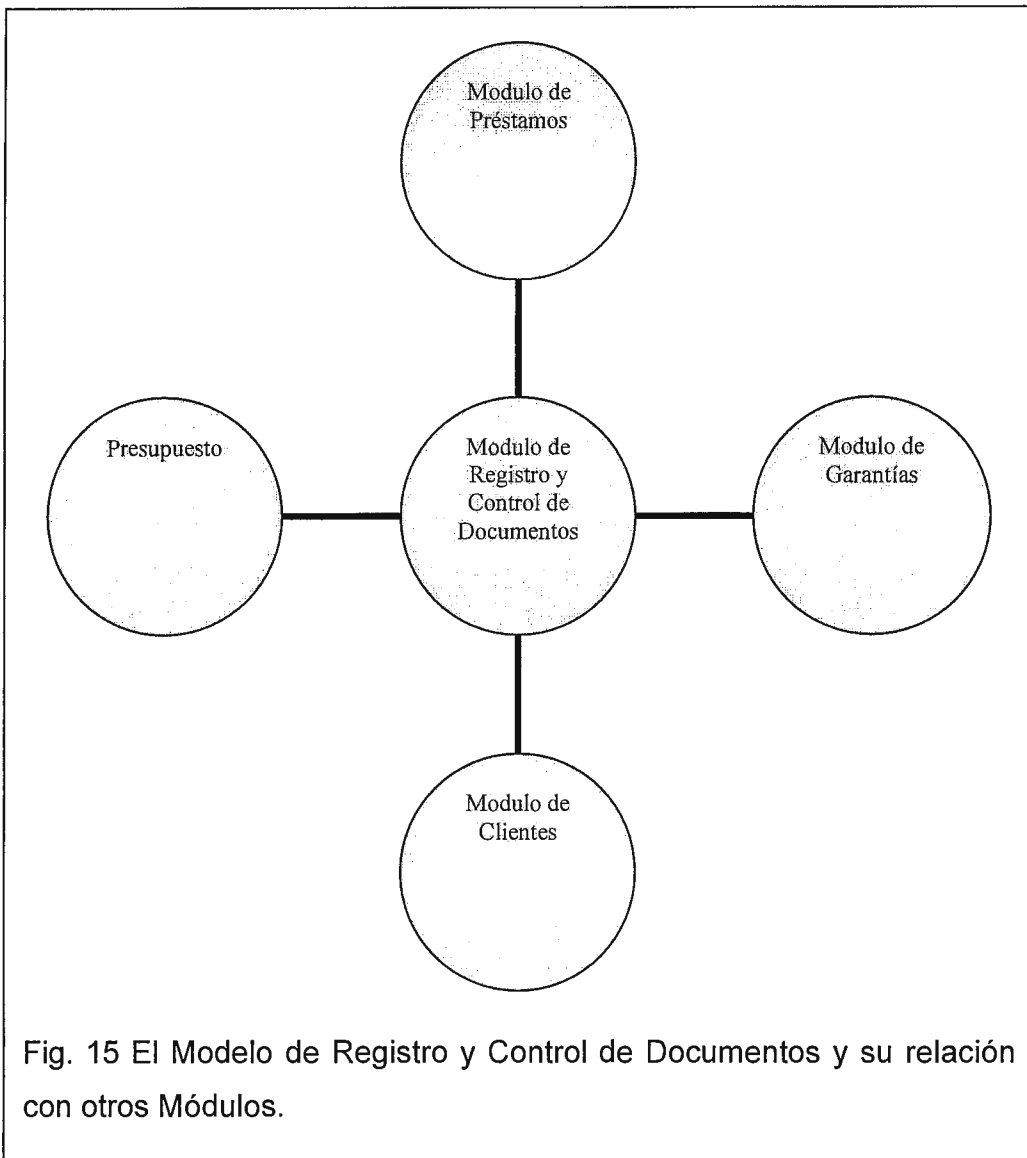 Modulo de
Préstamos
Presupuesto
Modulo de
Registro y
Control de
Documentos
Modulo de
Garantías
Modulo de
Clientes
Fig. 15 El Modelo de Registro y Control de Documentos y su relación
con otros Módulos.